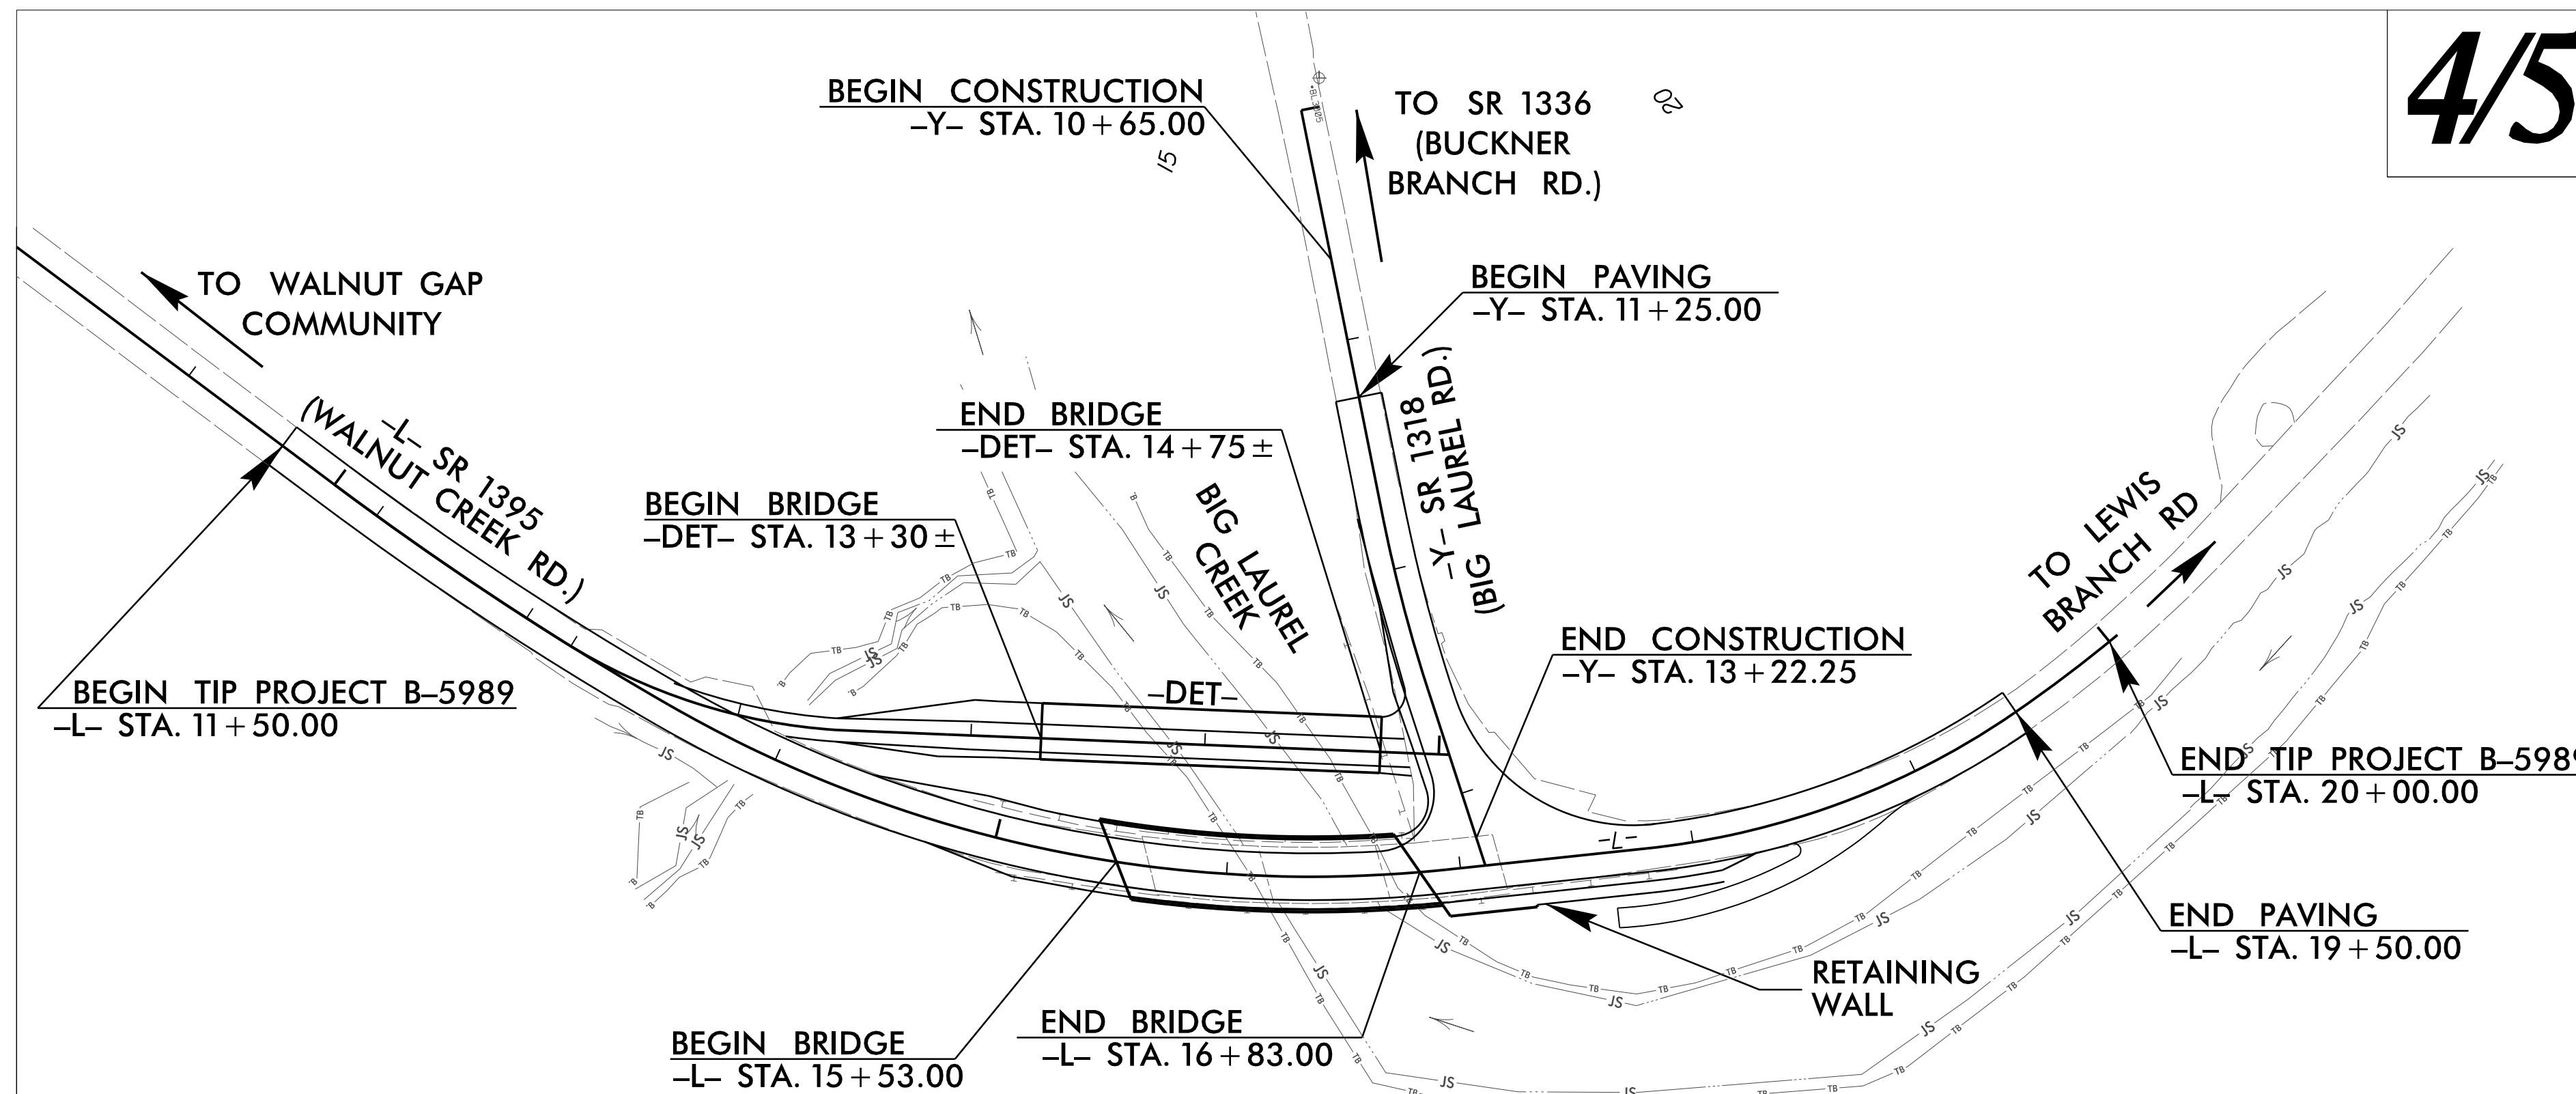 4/5
BEGIN CONSTRUCTION
-Y- STA. 10+65.00
15
TO SR 1336
(BUCKNER
BRANCH RD.)
20
TO WALNUT GAP
COMMUNITY
BEGIN PAVING
-Y- STA. 11+25.00
-L- SR 1395
(WALNUT CREEK RD.)
END BRIDGE
-DET- STA. 14+75±
-Y- SR 1318
(BIG LAUREL RD.)
BEGIN BRIDGE
-DET- STA. 13+30±
BIG LAUREL
CREEK
TO LEWIS
BRANCH RD
END CONSTRUCTION
-Y- STA. 13+22.25
BEGIN TIP PROJECT B-5989
-L- STA. 11+50.00
-DET-
END TIP PROJECT B-5989
-L- STA. 20+00.00
-L-
END PAVING
-L- STA. 19+50.00
RETAINING
WALL
BEGIN BRIDGE
-L- STA. 15+53.00
END BRIDGE
-L- STA. 16+83.00
JS
TB